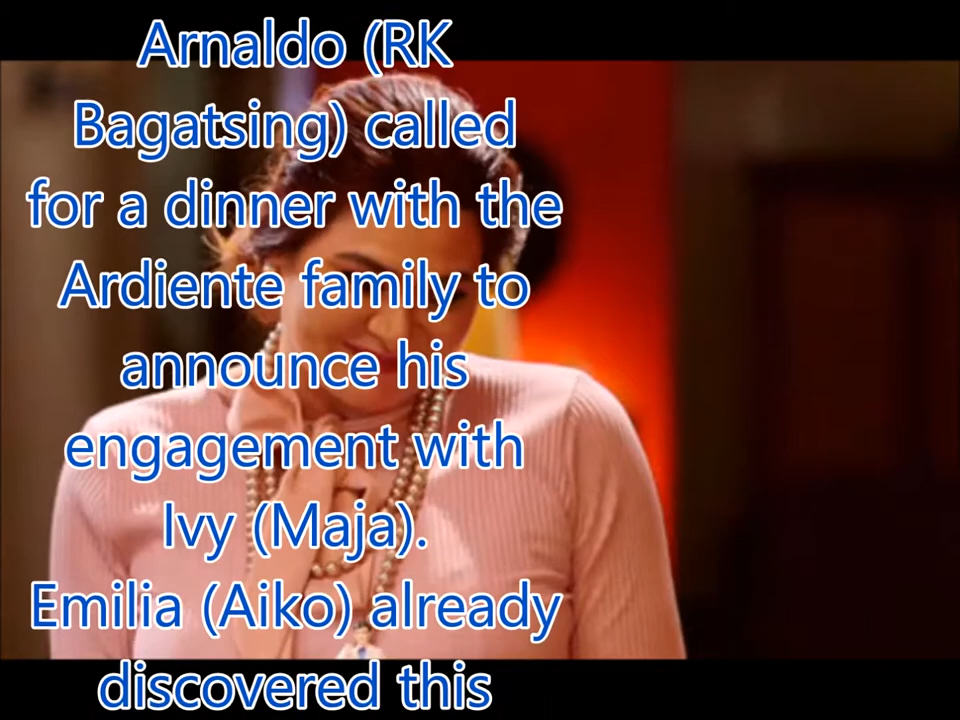 Arnaldo (RK
Bagatsing) called
for a dinner with the
Ardiente family to
announce his
engagement with
Ivy (Maja).
Emilia (Aiko) already
discovered this